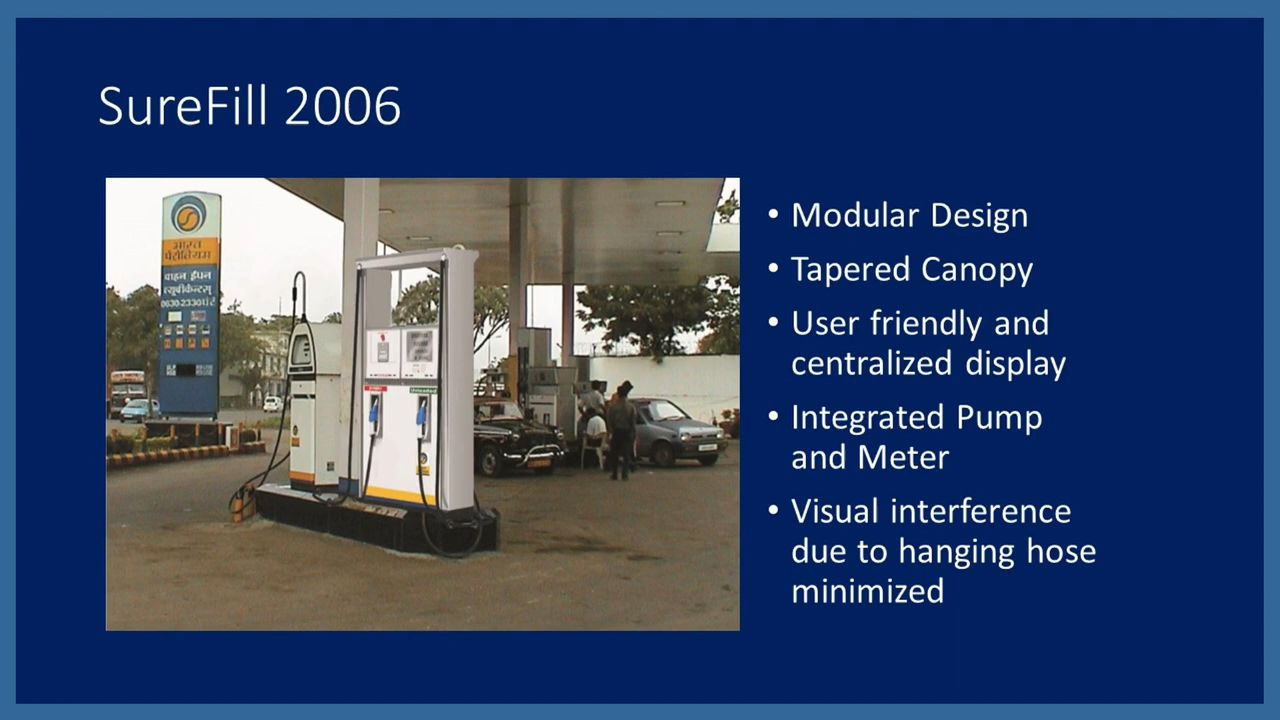 SureFill 2006
भारत
पेट्रोलियम
वाहन ईंधन
• Modular Design
• Tapered Canopy
• User friendly and
centralized display
• Integrated Pump
and Meter
• Visual interference
due to hanging hose
minimized